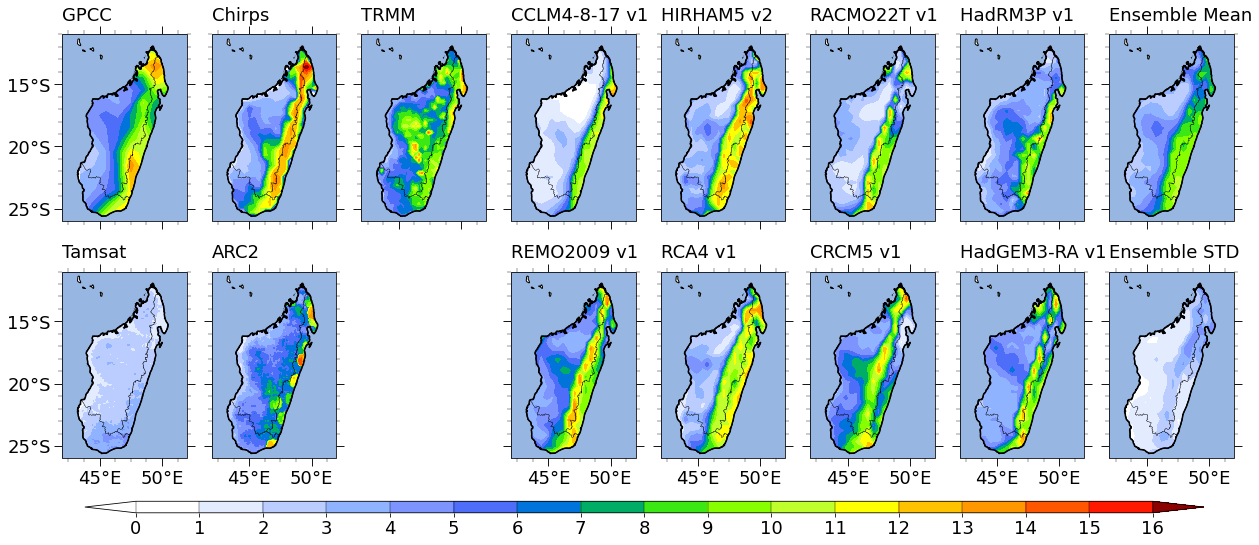 GPCC Chirps TRMM CCLM4-8-17 v1 HIRHAM5 v2 RACMO22T v1 HadRM3P v1 Ensemble Mean
15°S
20°S
25°S
Tamsat ARC2 REMO2009 v1 RCA4 v1 CRCM5 v1 HadGEM3-RA v1 Ensemble STD
15°S
20°S
25°S
45°E 50°E 45°E 50°E 45°E 50°E 45°E 50°E 45°E 50°E 45°E 50°E 45°E 50°E
0 1 2 3 4 5 6 7 8 9 10 11 12 13 14 15 16